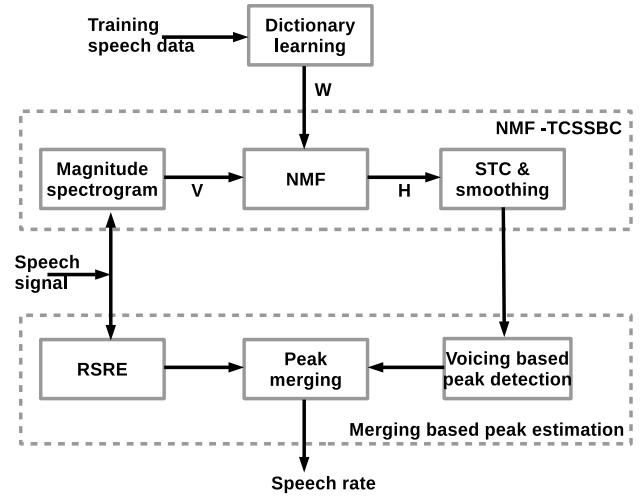 Training
speech data
Dictionary
learning
W
NMF -TCSSBC
Magnitude
spectrogram
V
NMF
H
STC &
smoothing
Speech
signal
RSRE
Peak
merging
Voicing based
peak detection
Merging based peak estimation
Speech rate